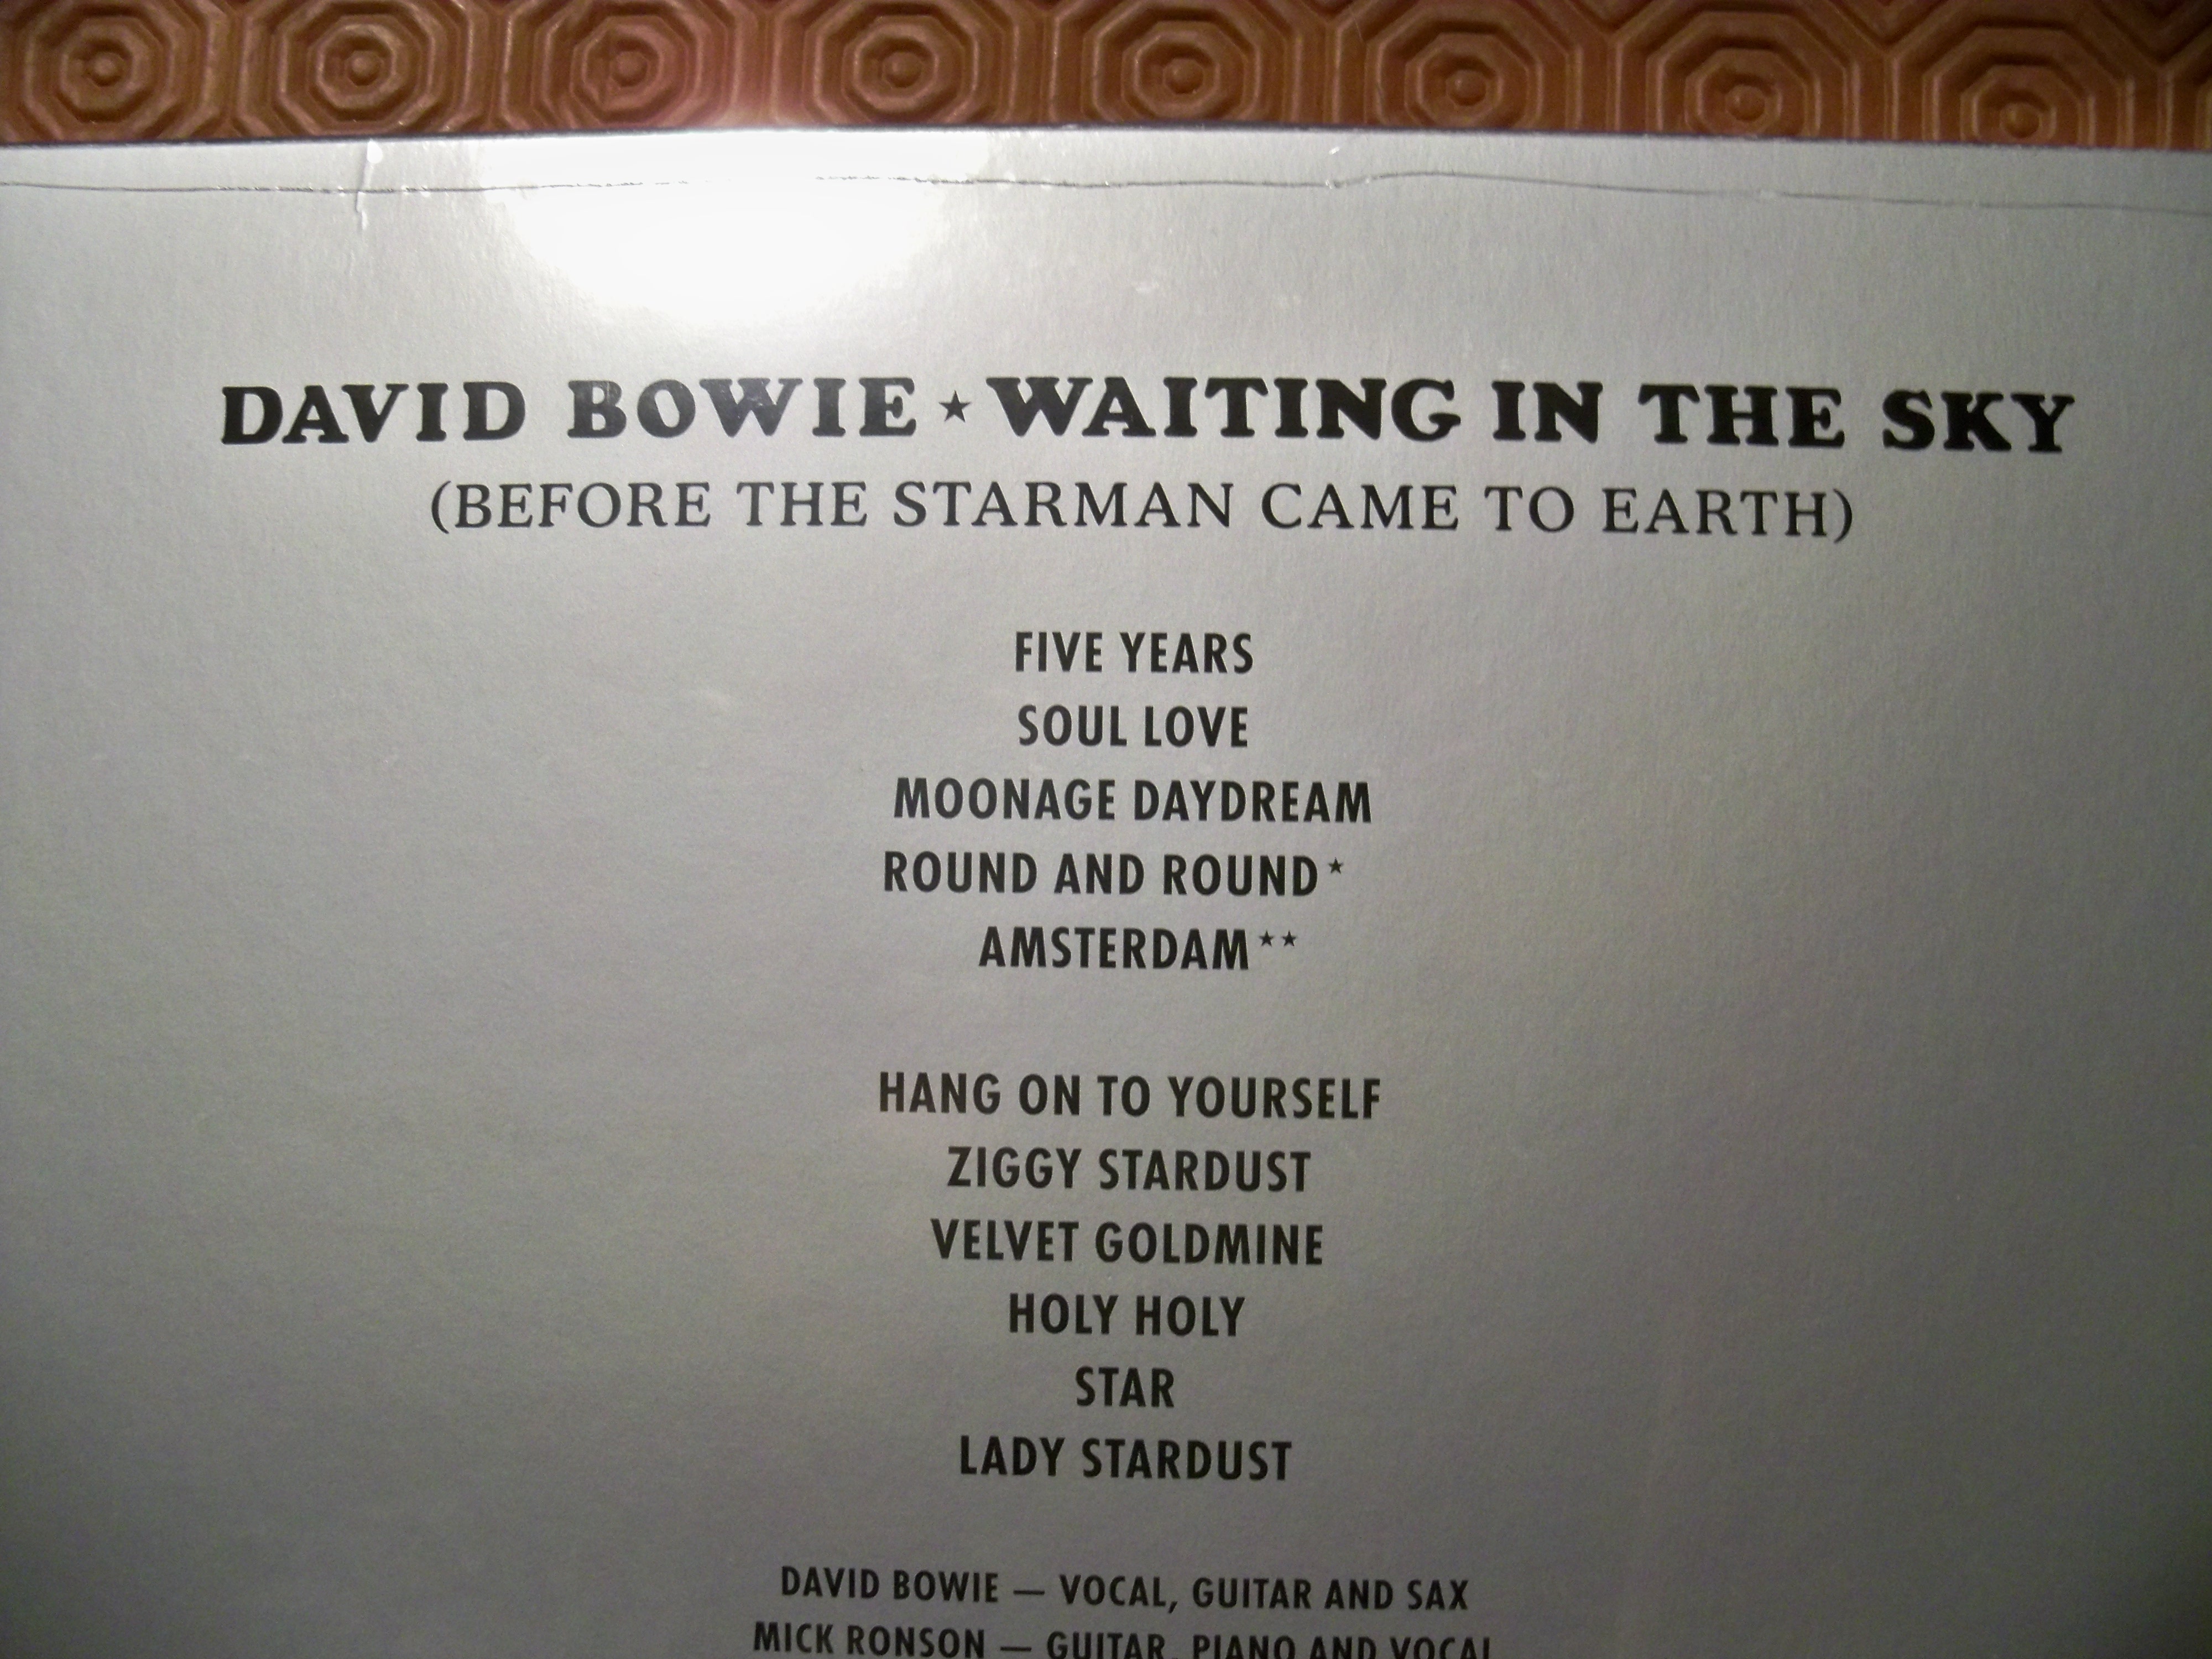 DAVID BOWIE ★ WAITING IN THE SKY
(BEFORE THE STARMAN CAME TO EARTH)
FIVE YEARS
SOUL LOVE
MOONAGE DAYDREAM
ROUND AND ROUND★
AMSTERDAM★★
HANG ON TO YOURSELF
ZIGGY STARDUST
VELVET GOLDMINE
HOLY HOLY
STAR
LADY STARDUST
DAVID BOWIE — VOCAL, GUITAR AND SAX
MICK RONSON — GUITAR, PIANO AND VOCAL